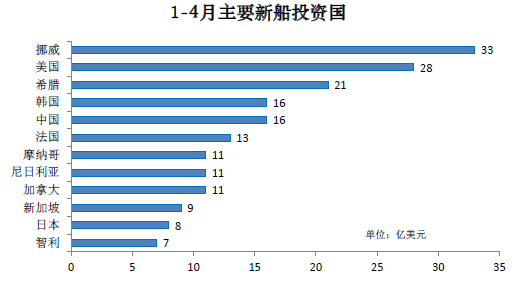 1-4月主要新船投资国
挪威 33
美国 28
希腊 21
韩国 16
中国 16
法国 13
摩纳哥 11
尼日利亚 11
加拿大 11
新加坡 9
日本 8
智利 7
单位：亿美元
0 5 10 15 20 25 30 35